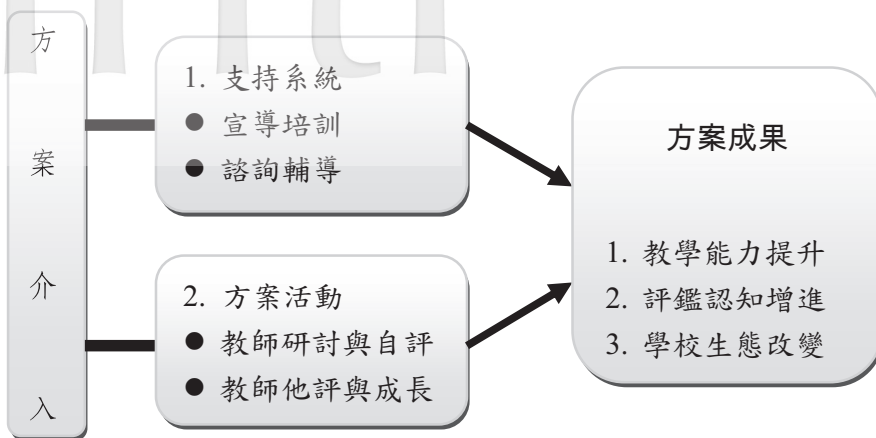 方
案
介
入
1. 支持系統
● 宣導培訓
● 諮詢輔導
2. 方案活動
● 教師研討與自評
● 教師他評與成長
方案成果
1. 教學能力提升
2. 評鑑認知增進
3. 學校生態改變